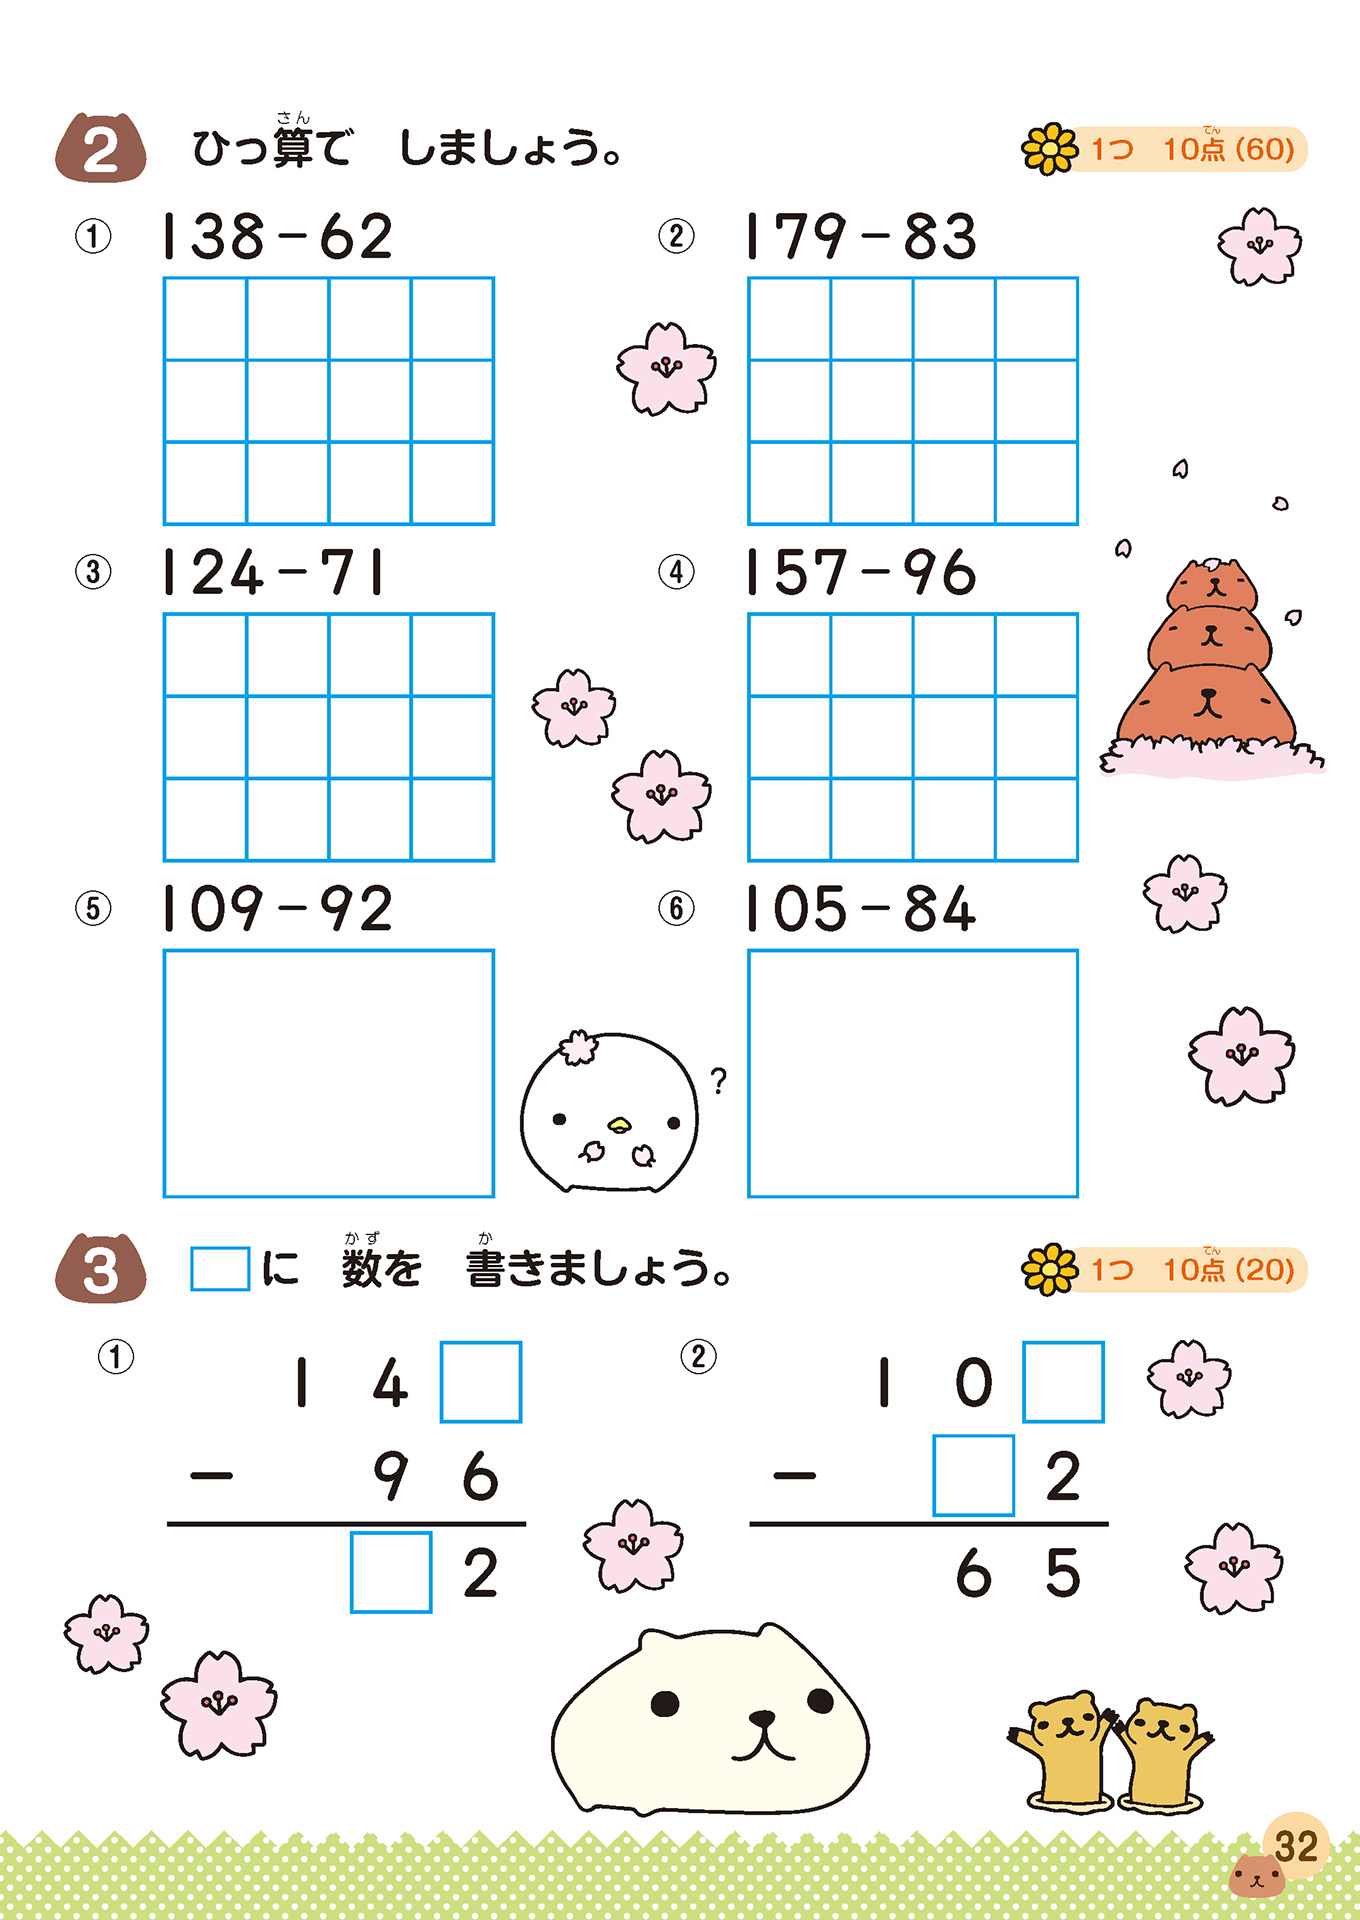 2 ひっ算で しましょう。
さん
1つ 10点(60)
てん
① 138-62
② 179-83
③ 124-71
④ 157-96
⑤ 109-92
⑥ 105-84
?
3 □に 数を 書きましょう。
かず か
1つ 10点(20)
てん
①
1 4 □
- 9 6
□ 2
②
1 0 □
- □ 2
6 5
32